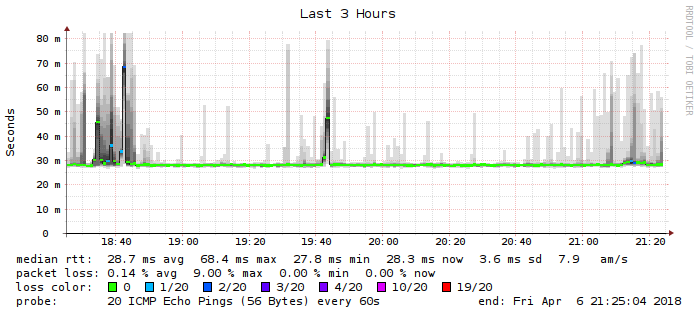 Last 3 Hours
RRDTOOL / TOBI OETIKER
Seconds
80 m
70 m
60 m
50 m
40 m
30 m
20 m
10 m
0
18:40 19:00 19:20 19:40 20:00 20:20 20:40 21:00 21:20
median rtt: 28.7 ms avg 68.4 ms max 27.8 ms min 28.3 ms now 3.6 ms sd 7.9 am/s
packet loss: 0.14 % avg 9.00 % max 0.00 % min 0.00 % now
loss color: 0 1/20 2/20 3/20 4/20 10/20 19/20
probe: 20 ICMP Echo Pings (56 Bytes) every 60s end: Fri Apr 6 21:25:04 2018